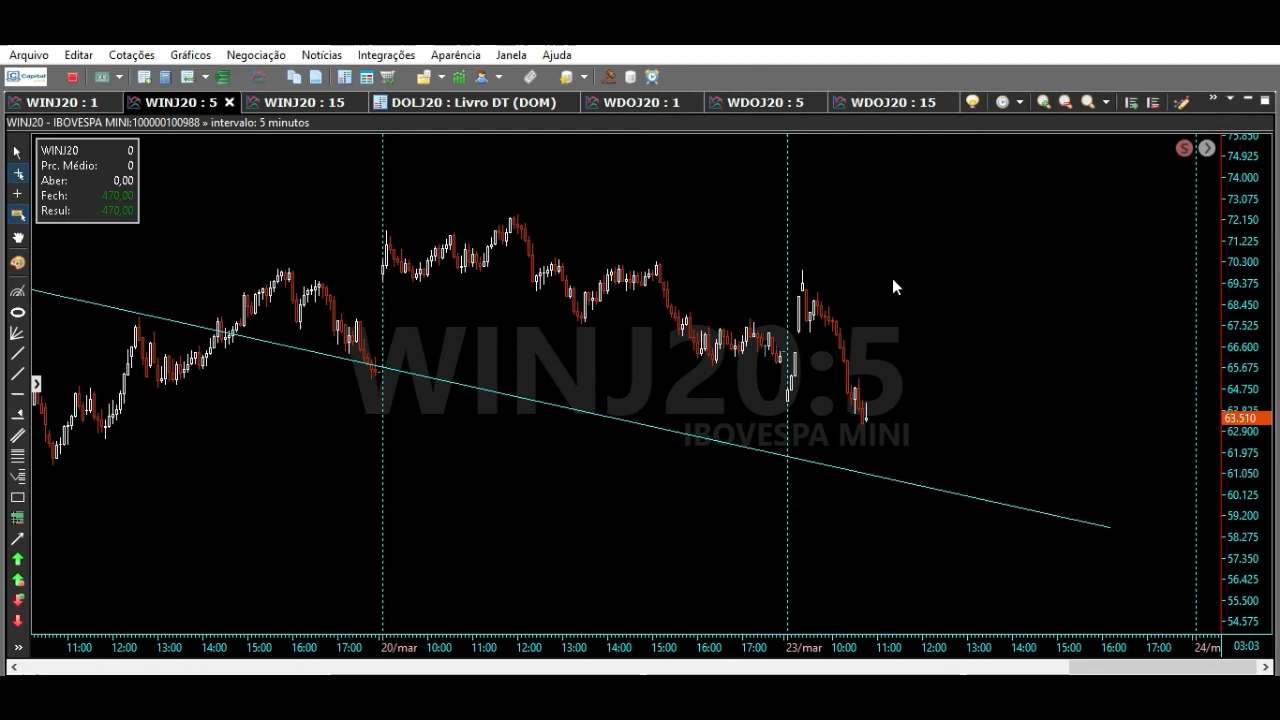 Arquivo Editar Cotações Gráficos Negociação Notícias Integrações Aparência Janela Ajuda
Capital
WINJ20 : 1 WINJ20 : 5 WINJ20 : 15 DOLJ20 : Livro DT (DOM) WDOJ20 : 1 WDOJ20 : 5 WDOJ20 : 15
WINJ20 - IBOVESPA MINI:100000100988 » intervalo: 5 minutos
WINJ20 0
Prc. Médio: 0
Aber: 0,00
Fech: 470,00
Resul: 470,00
S
WINJ20:5
IBOVESPA MINI
75.850
74.925
74.000
73.075
72.150
71.225
70.300
69.375
68.450
67.525
66.600
65.675
64.750
63.825
63.510
62.900
61.975
61.050
60.125
59.200
58.275
57.350
56.425
55.500
54.575
11:00 12:00 13:00 14:00 15:00 16:00 17:00 20/mar 10:00 11:00 12:00 13:00 14:00 15:00 16:00 17:00 23/mar 10:00 11:00 12:00 13:00 14:00 15:00 16:00 17:00 24/m 03:03